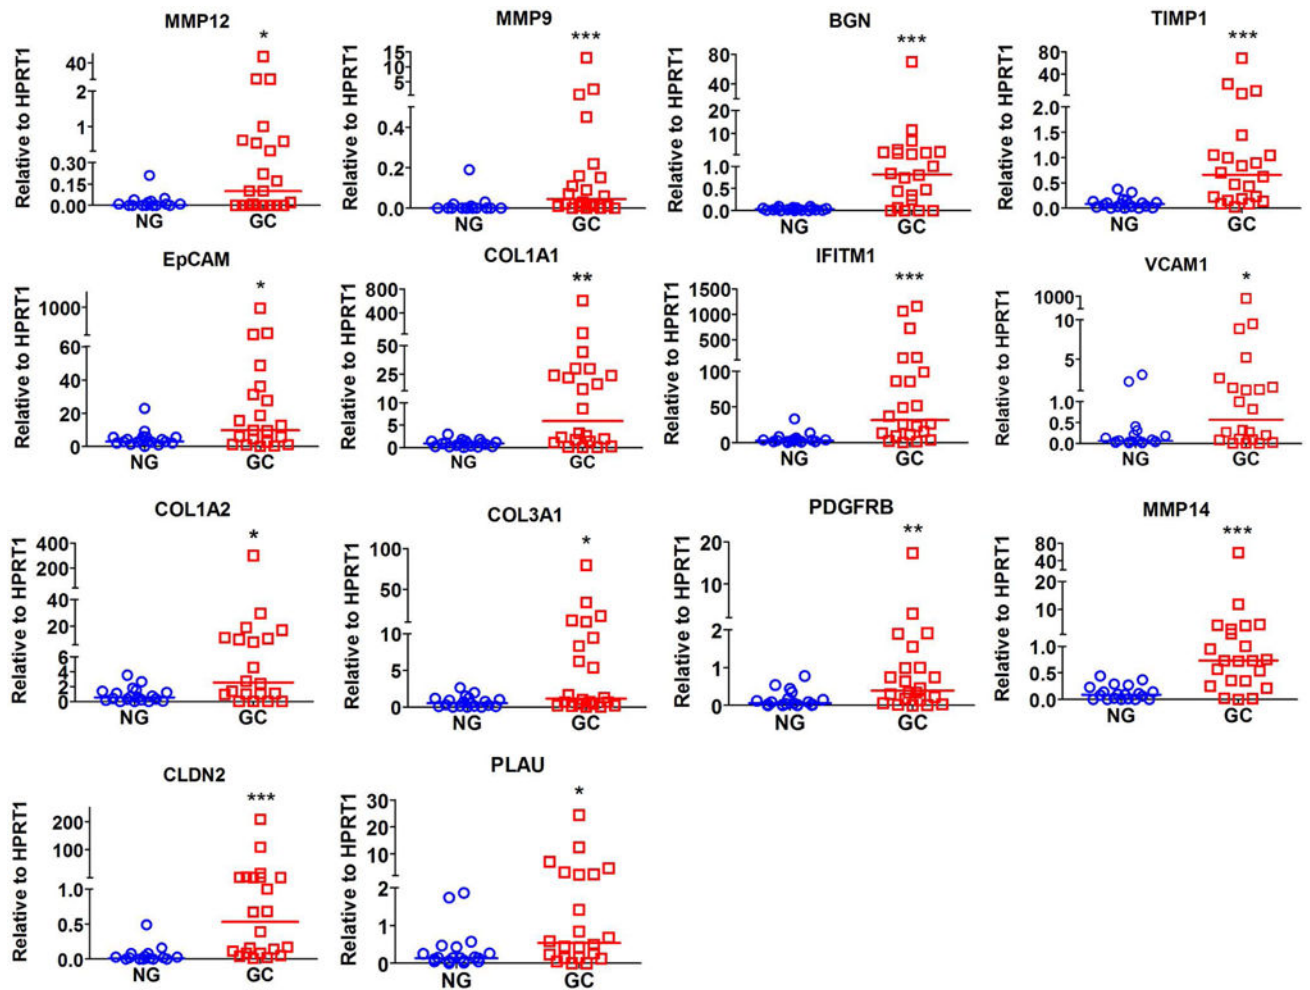 MMP12
*
Relative to HPRT1
40
2
1
0.30
0.15
0.00
NG
GC
MMP9
***
Relative to HPRT1
15
10
5
0.4
0.2
0.0
NG
GC
BGN
***
Relative to HPRT1
80
40
20
10
1.0
0.5
0.0
NG
GC
TIMP1
***
Relative to HPRT1
80
40
2.0
1.5
1.0
0.5
0.0
NG
GC
EpCAM
*
Relative to HPRT1
1000
60
40
20
0
NG
GC
COL1A1
**
Relative to HPRT1
800
400
50
25
10
5
0
NG
GC
IFITM1
***
Relative to HPRT1
1500
1000
500
100
50
0
NG
GC
VCAM1
*
Relative to HPRT1
1000
10
5
1.0
0.5
0.0
NG
GC
COL1A2
*
Relative to HPRT1
400
200
40
20
6
4
2
0
NG
GC
COL3A1
*
Relative to HPRT1
100
50
10
5
0
NG
GC
PDGFRB
**
Relative to HPRT1
20
10
2
1
0
NG
GC
MMP14
***
Relative to HPRT1
80
40
20
10
1.0
0.5
0.0
NG
GC
CLDN2
***
Relative to HPRT1
200
100
1.0
0.5
0.0
NG
GC
PLAU
*
Relative to HPRT1
30
20
10
2
1
0
NG
GC